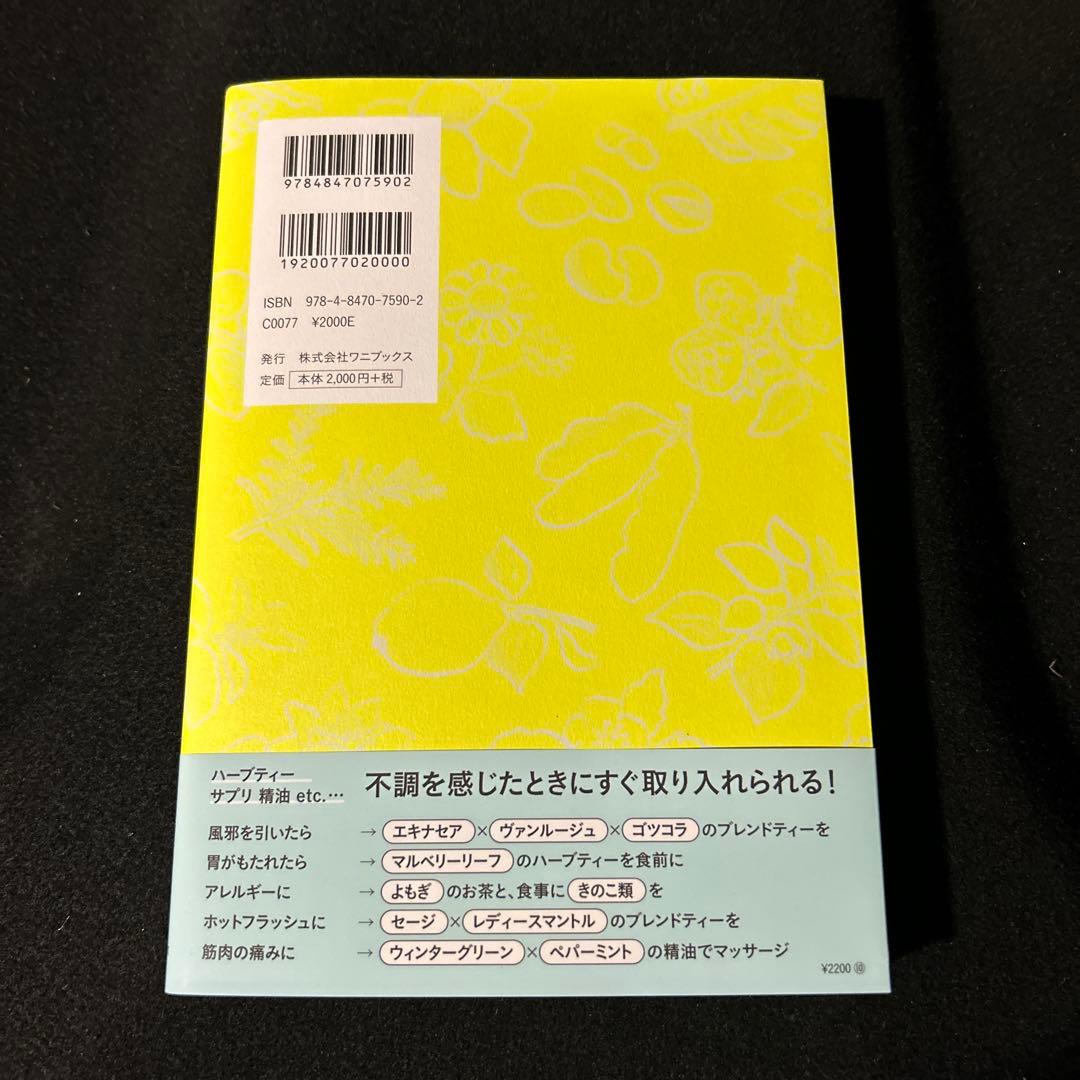 9784847075902
1920077020000
ISBN 978-4-8470-7590-2
C0077 ¥2000E
発行 株式会社ワニブックス
定価 本体2,000円+税
ハーブティー
サプリ 精油 etc.…
不調を感じたときにすぐ取り入れられる!
風邪を引いたら → エキナセア × ヴァンルージュ × ゴツコラ のブレンドティーを
胃がもたれたら → マルベリーリーフ のハーブティーを食前に
アレルギーに → よもぎ のお茶と、食事に きのこ類 を
ホットフラッシュに → セージ × レディースマントル のブレンドティーを
筋肉の痛みに → ウィンターグリーン × ペパーミント の精油でマッサージ
¥2200 ⑩